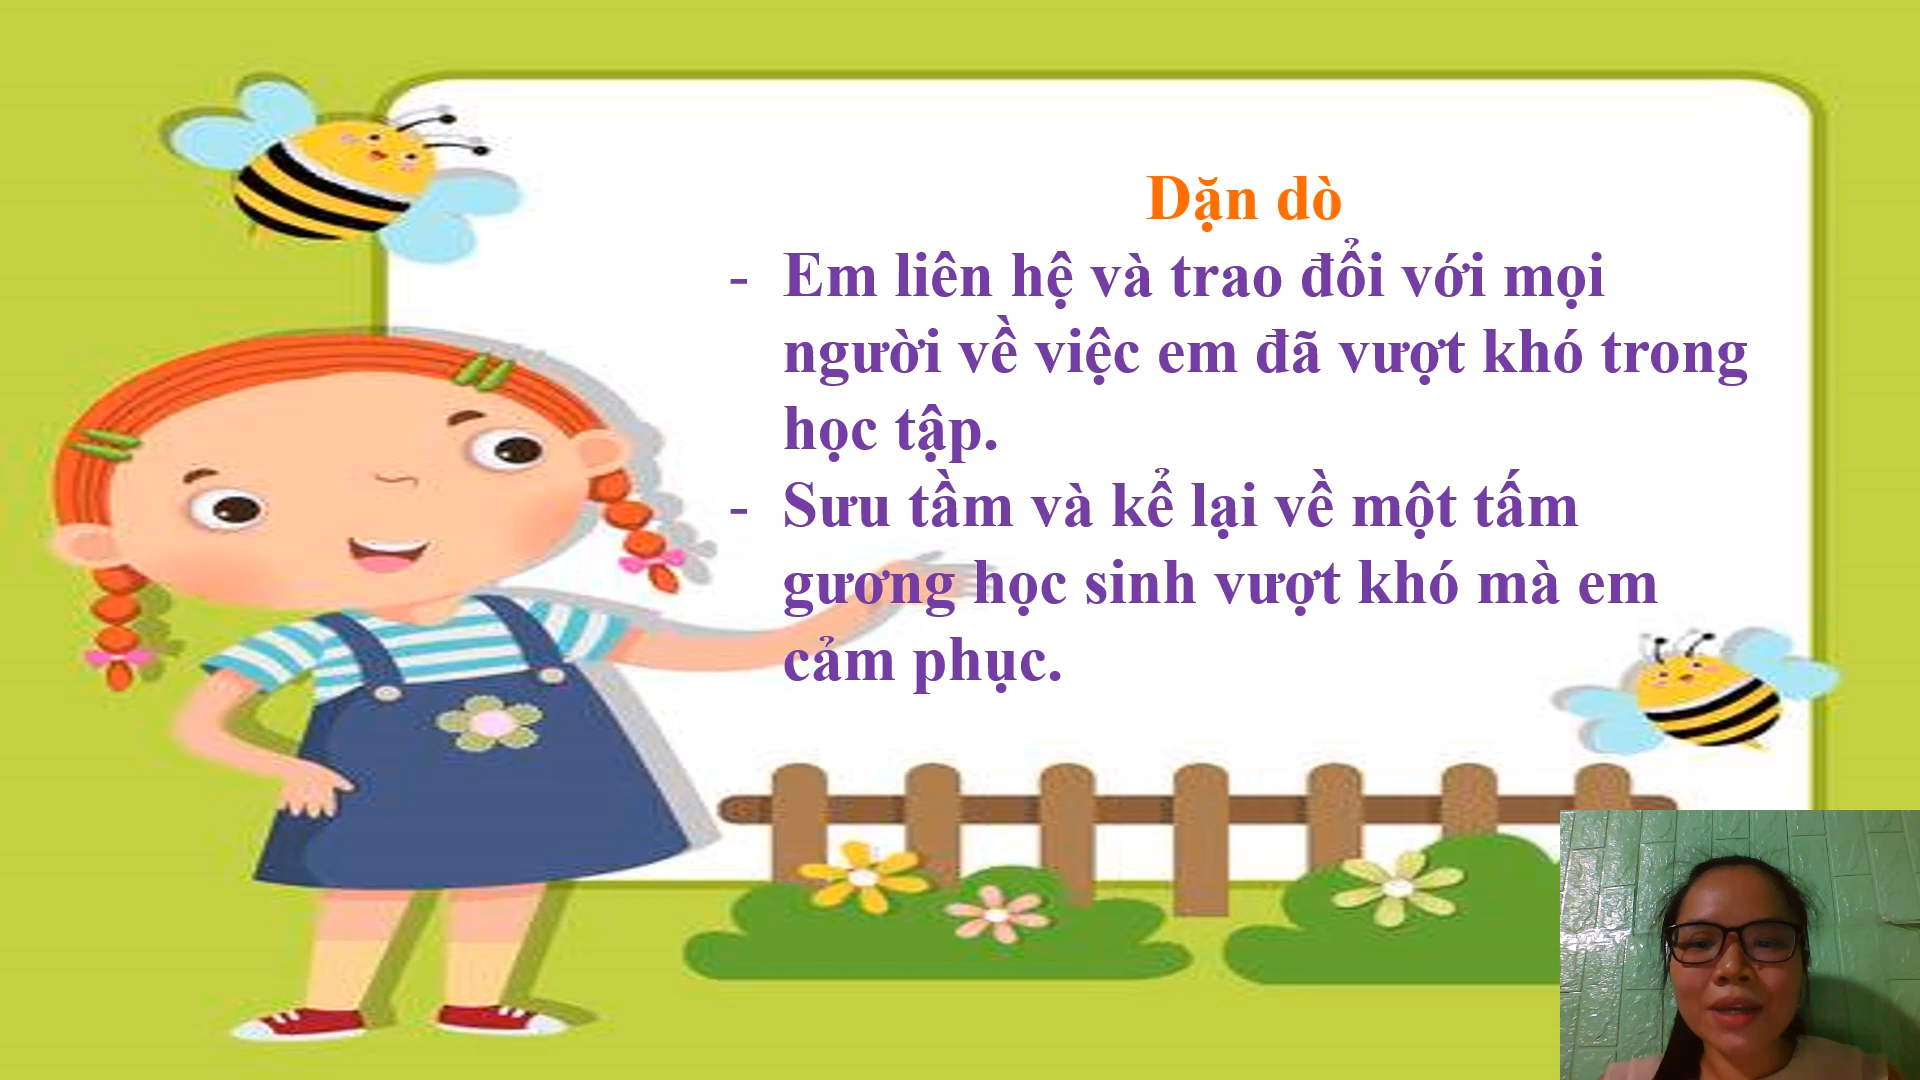 Dặn dò
- Em liên hệ và trao đổi với mọi
người về việc em đã vượt khó trong
học tập.
- Sưu tầm và kể lại về một tấm
gương học sinh vượt khó mà em
cảm phục.